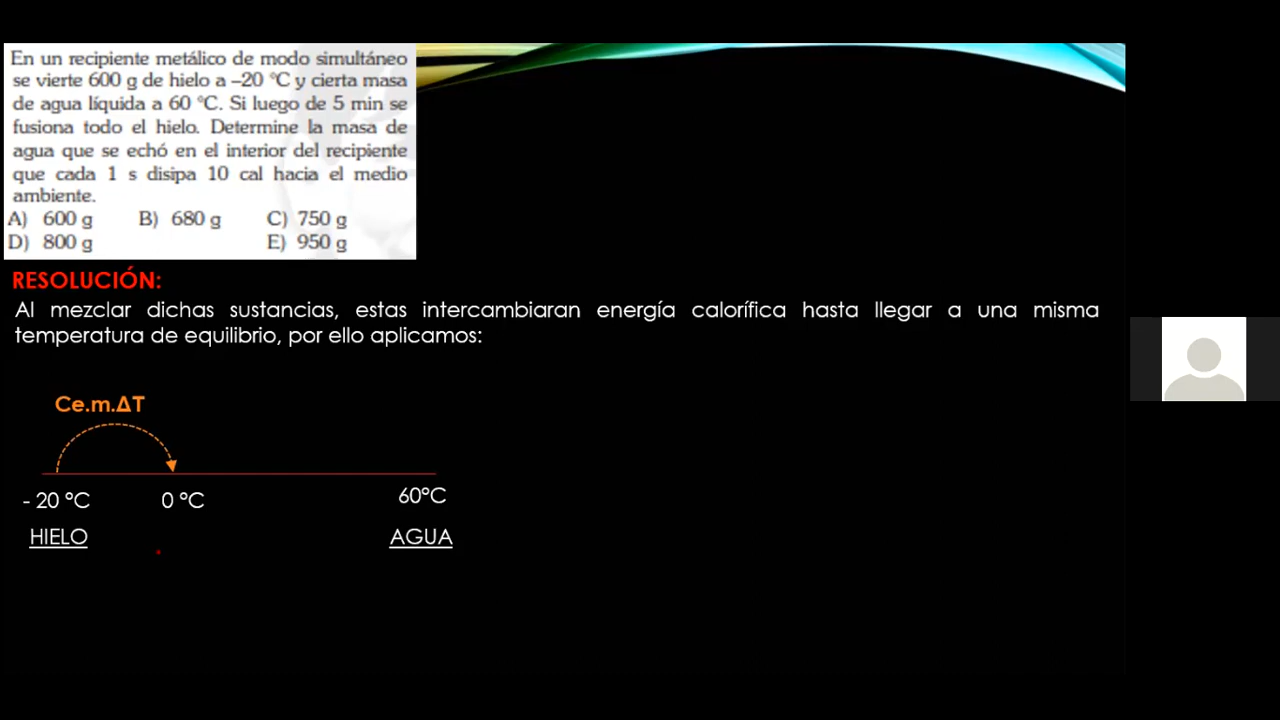 En un recipiente metálico de modo simultáneo
se vierte 600 g de hielo a –20 °C y cierta masa
de agua líquida a 60 °C. Si luego de 5 min se
fusiona todo el hielo. Determine la masa de
agua que se echó en el interior del recipiente
que cada 1 s disipa 10 cal hacia el medio
ambiente.
A) 600 g B) 680 g C) 750 g
D) 800 g E) 950 g
RESOLUCIÓN:
Al mezclar dichas sustancias, estas intercambiaran energía calorífica hasta llegar a una misma
temperatura de equilibrio, por ello aplicamos:
Ce.m.ΔT
- 20 °C 0 °C 60°C
HIELO AGUA